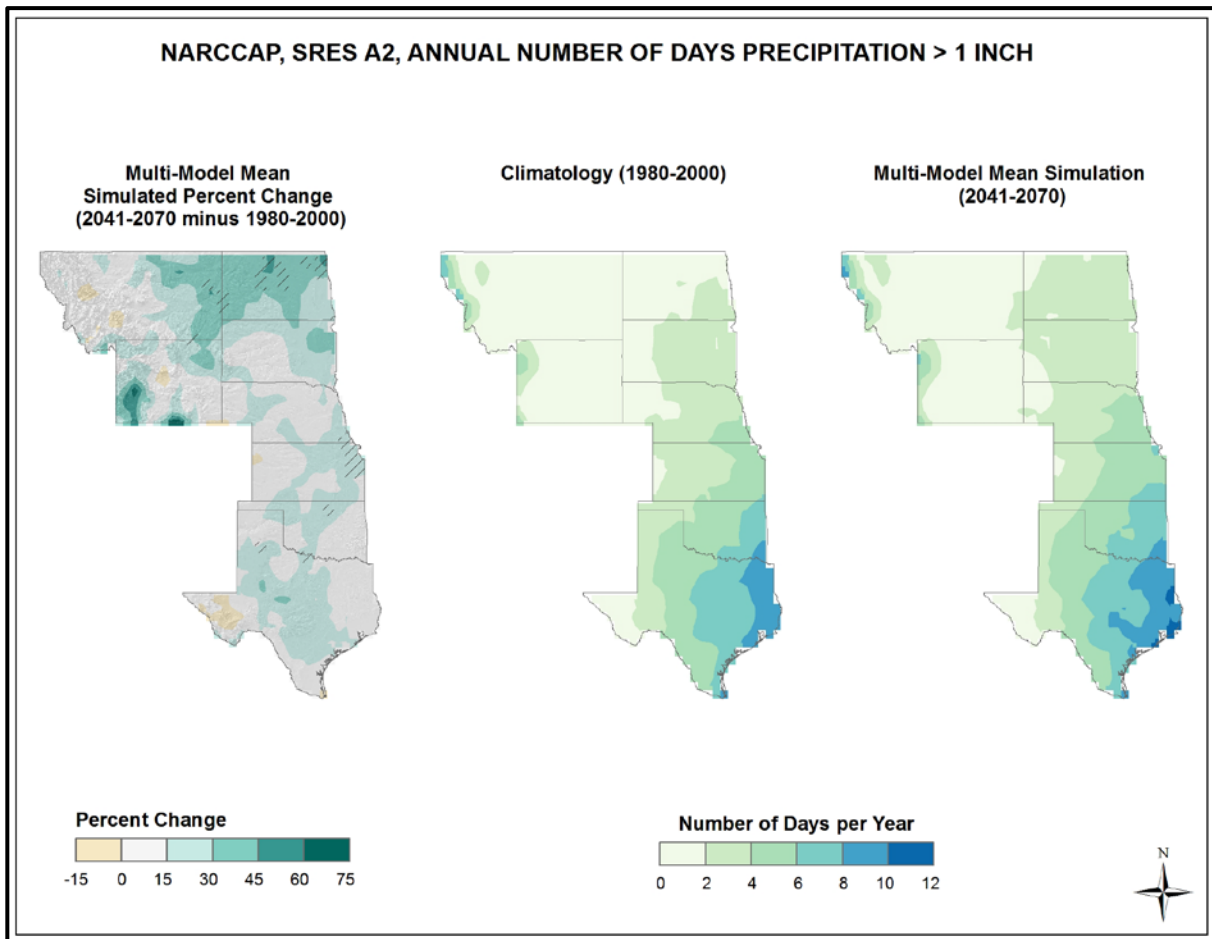 NARCCAP, SRES A2, ANNUAL NUMBER OF DAYS PRECIPITATION > 1 INCH
Multi-Model Mean
Simulated Percent Change
(2041-2070 minus 1980-2000)
Climatology (1980-2000)
Multi-Model Mean Simulation
(2041-2070)
Percent Change
-15 0 15 30 45 60 75
Number of Days per Year
0 2 4 6 8 10 12
N